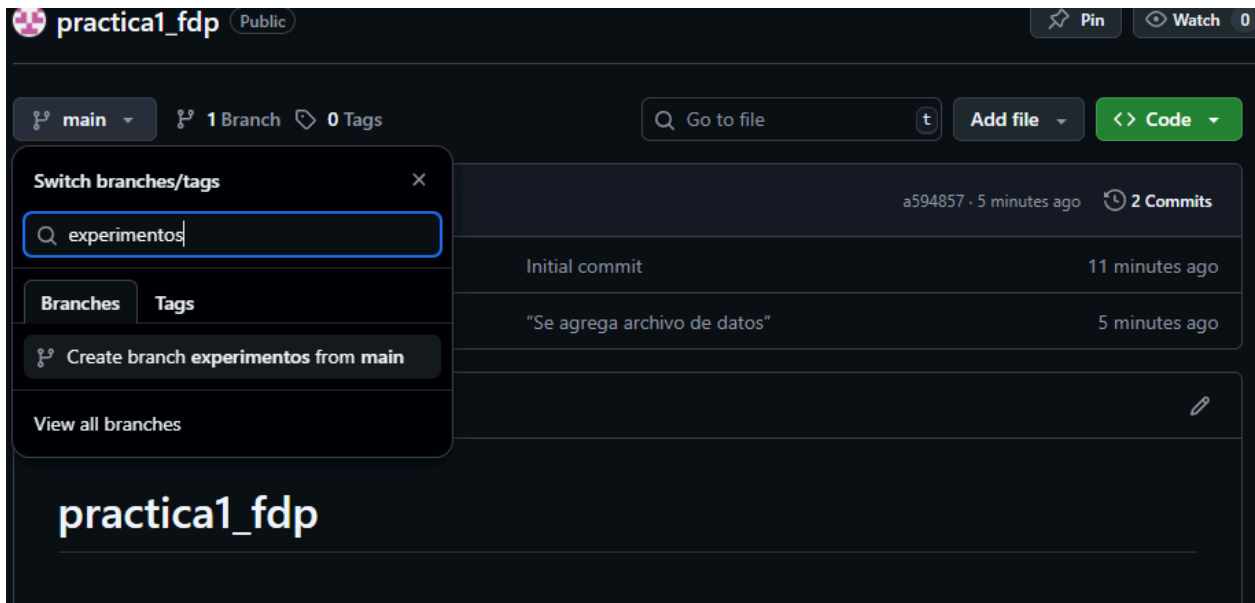 practica1_fdp Public Pin Watch 0
main 1 Branch 0 Tags Go to file t Add file Code
Switch branches/tags
a594857 · 5 minutes ago 2 Commits
experimentos
Initial commit 11 minutes ago
Branches Tags
“Se agrega archivo de datos” 5 minutes ago
Create branch experimentos from main
View all branches
practica1_fdp